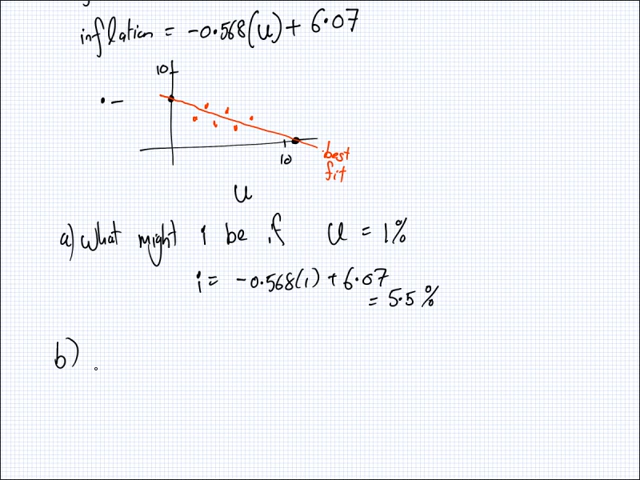 inflation = -0.568(u) + 6.07
10
i
10
best
fit
u
a) What might i be if u = 1%
i = -0.568(1) + 6.07
= 5.5%
b)